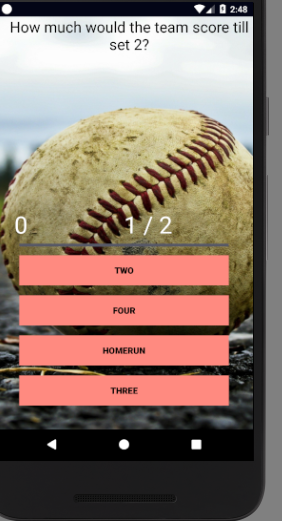 2:48
How much would the team score till
set 2?
0 1 / 2
TWO
FOUR
HOMERUN
THREE